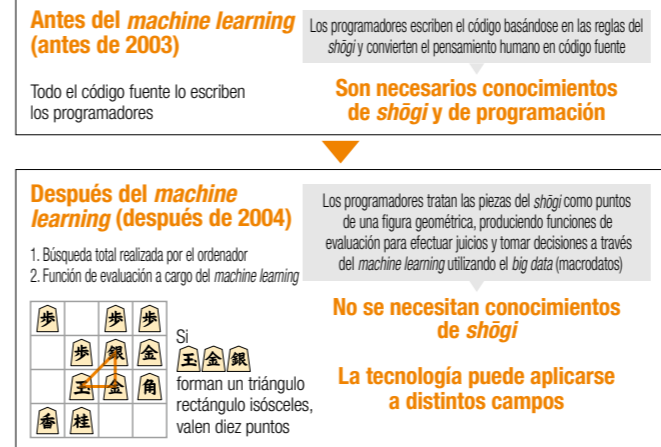 Antes del machine learning
(antes de 2003)
Todo el código fuente lo escriben
los programadores
Los programadores escriben el código basándose en las reglas del
shōgi y convierten el pensamiento humano en código fuente
Son necesarios conocimientos
de shōgi y de programación
Después del machine
learning (después de 2004)
1. Búsqueda total realizada por el ordenador
2. Función de evaluación a cargo del machine learning
歩 歩 歩
歩 銀 金
玉 金 角
香 桂
Si
玉 金 銀
forman un triángulo
rectángulo isósceles,
valen diez puntos
Los programadores tratan las piezas del shōgi como puntos
de una figura geométrica, produciendo funciones de
evaluación para efectuar juicios y tomar decisiones a través
del machine learning utilizando el big data (macrodatos)
No se necesitan conocimientos
de shōgi
La tecnología puede aplicarse
a distintos campos